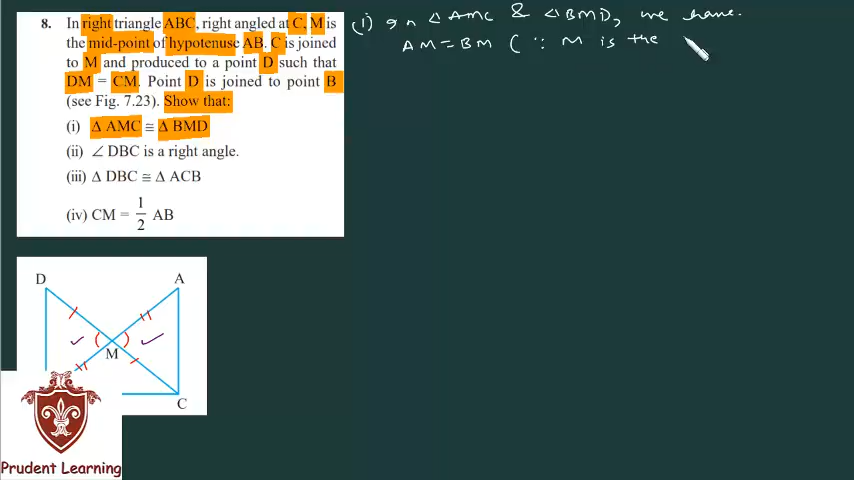 8. In right triangle ABC, right angled at C, M is
the mid-point of hypotenuse AB. C is joined
to M and produced to a point D such that
DM = CM. Point D is joined to point B
(see Fig. 7.23). Show that:
(i) Δ AMC ≅ Δ BMD
(ii) ∠ DBC is a right angle.
(iii) Δ DBC ≅ Δ ACB
(iv) CM = 1/2 AB
(i) In △ AMC & △ BMD, we have.
AM = BM ( ∵ M is the
D
A
M
C
Prudent Learning